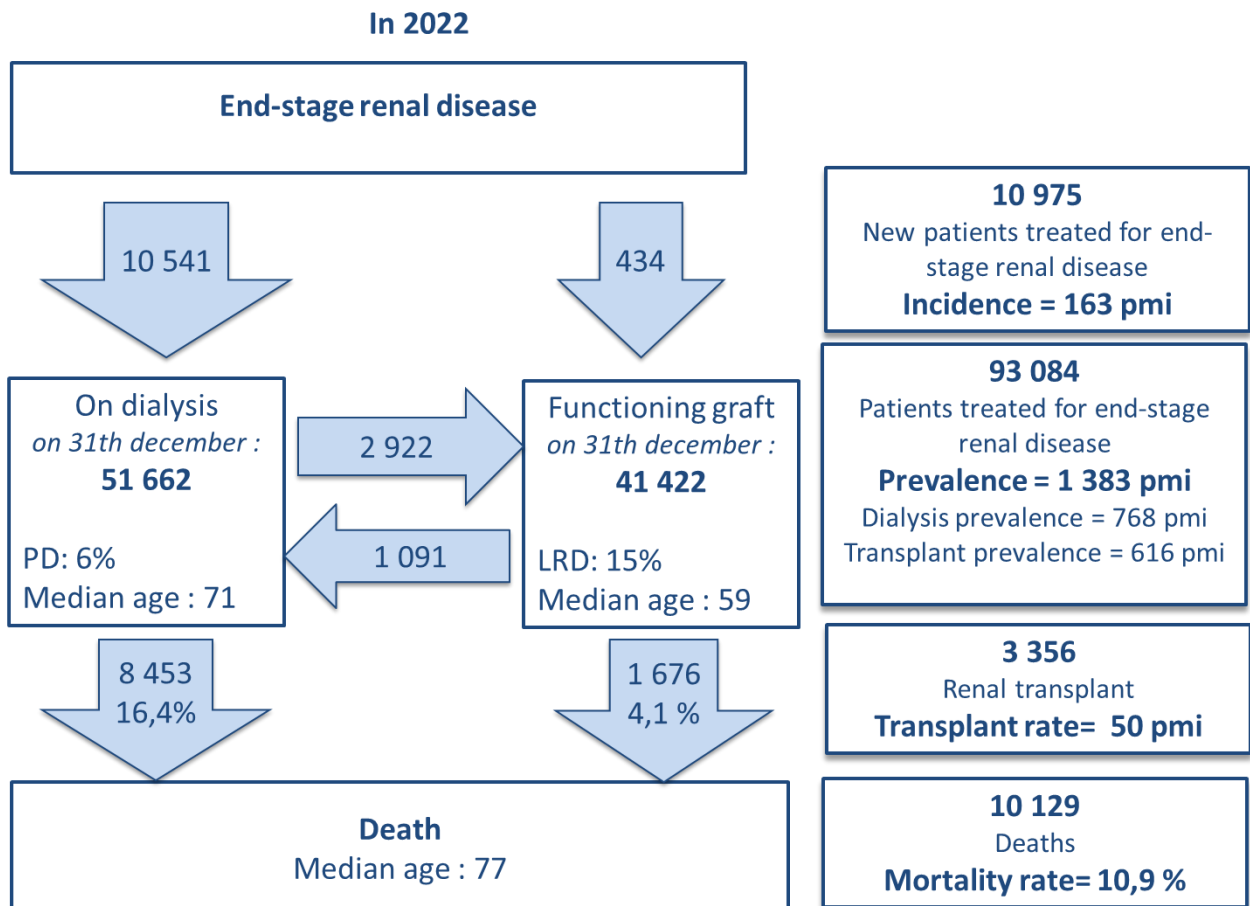 In 2022
End-stage renal disease
10 541
434
On dialysis
on 31th december :
51 662
PD: 6%
Median age : 71
2 922
1 091
Functioning graft
on 31th december :
41 422
LRD: 15%
Median age : 59
8 453
16,4%
1 676
4,1 %
Death
Median age : 77
10 975
New patients treated for end-
stage renal disease
Incidence = 163 pmi
93 084
Patients treated for end-stage
renal disease
Prevalence = 1 383 pmi
Dialysis prevalence = 768 pmi
Transplant prevalence = 616 pmi
3 356
Renal transplant
Transplant rate= 50 pmi
10 129
Deaths
Mortality rate= 10,9 %